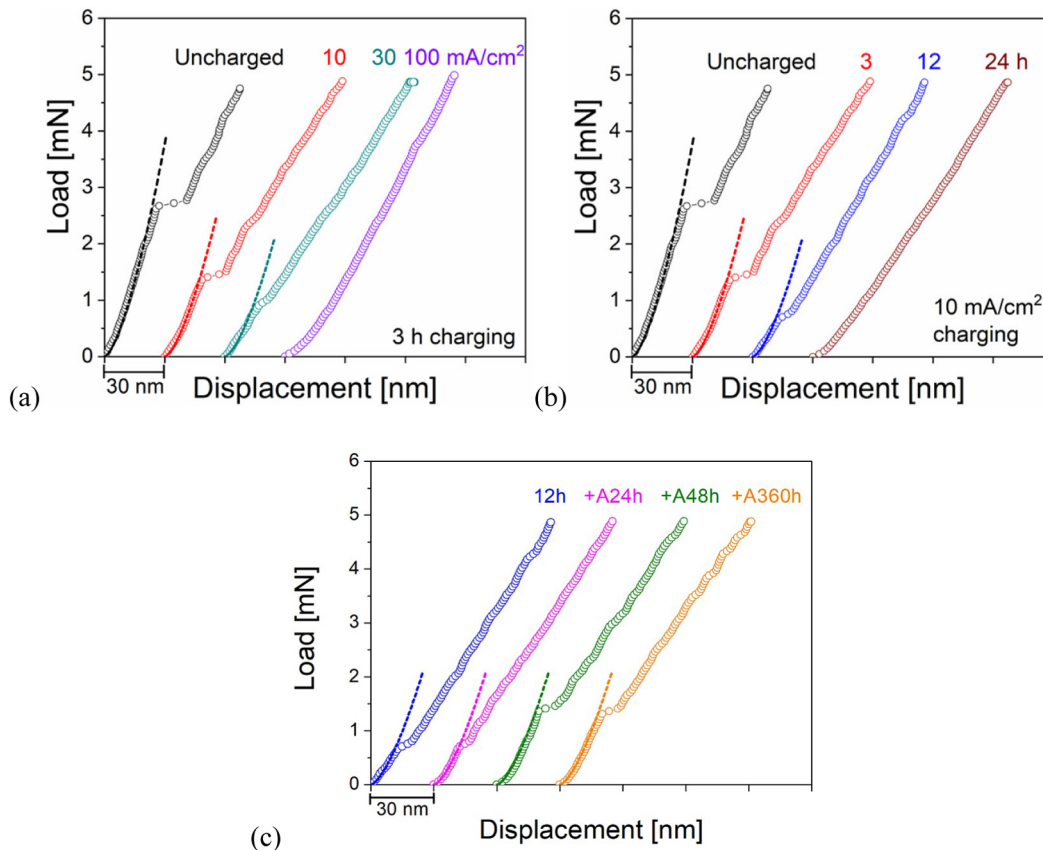 Uncharged 10 30 100 mA/cm²
6
5
4
3
2
1
0
Load [mN]
3 h charging
30 nm
Displacement [nm]
(a)
Uncharged 3 12 24 h
6
5
4
3
2
1
0
Load [mN]
10 mA/cm²
charging
30 nm
Displacement [nm]
(b)
12h +A24h +A48h +A360h
6
5
4
3
2
1
0
Load [mN]
30 nm
Displacement [nm]
(c)